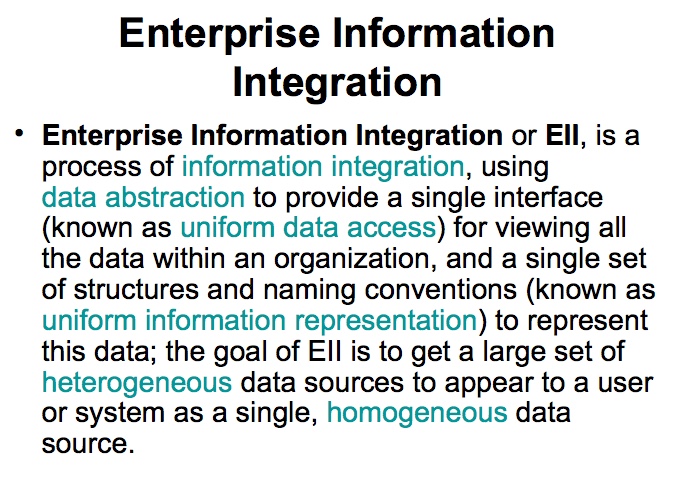 Enterprise Information
Integration
• Enterprise Information Integration or EII, is a
process of information integration, using
data abstraction to provide a single interface
(known as uniform data access) for viewing all
the data within an organization, and a single set
of structures and naming conventions (known as
uniform information representation) to represent
this data; the goal of EII is to get a large set of
heterogeneous data sources to appear to a user
or system as a single, homogeneous data
source.